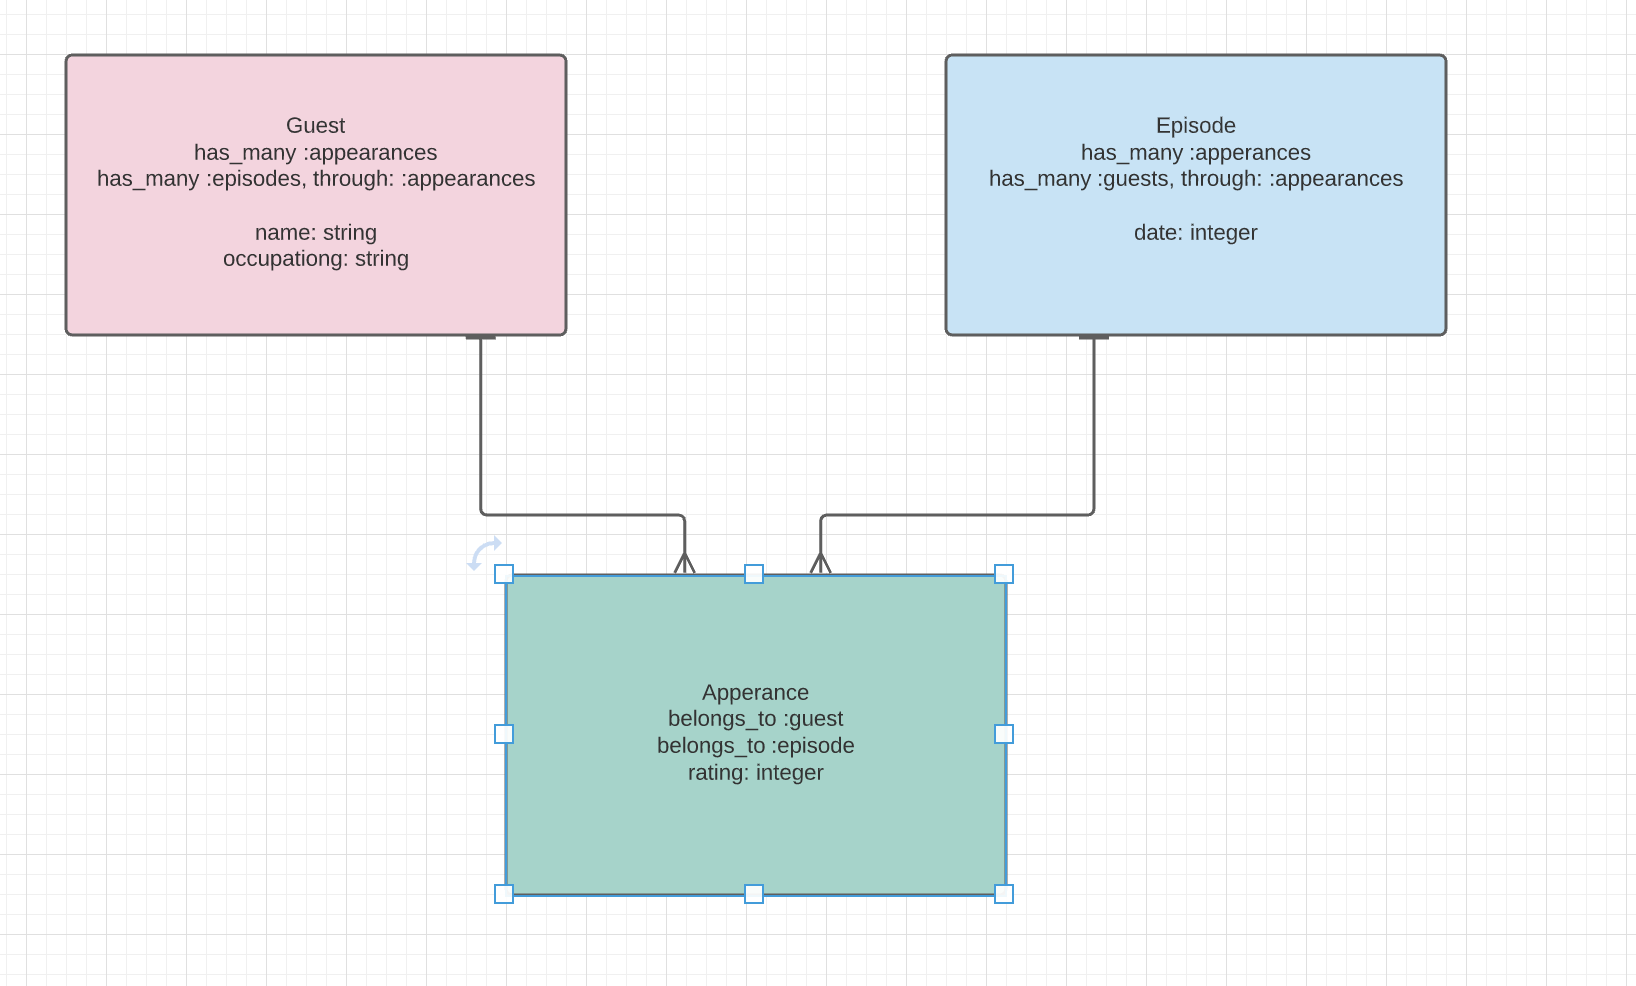 Guest
has_many :appearances
has_many :episodes, through: :appearances
name: string
occupationg: string
Episode
has_many :apperances
has_many :guests, through: :appearances
date: integer
Apperance
belongs_to :guest
belongs_to :episode
rating: integer